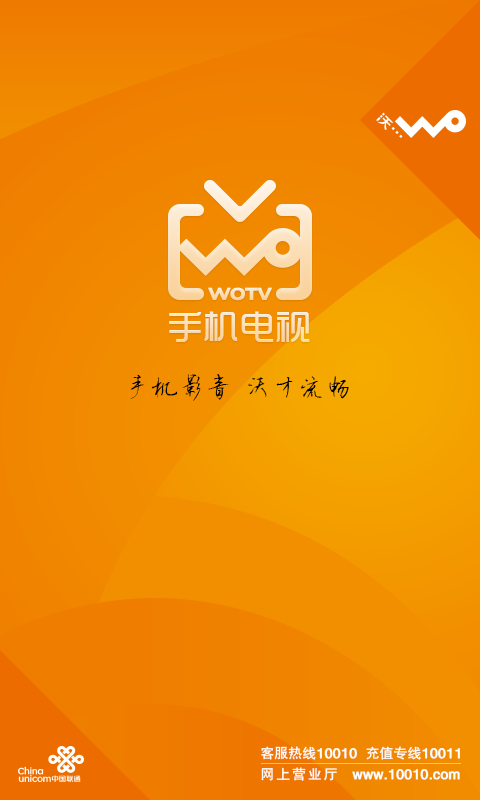 沃...wo
wo
WOTV
手机电视
手机影音 沃才流畅
客服热线10010 充值专线10011
网上营业厅 www.10010.com
China
unicom中国联通